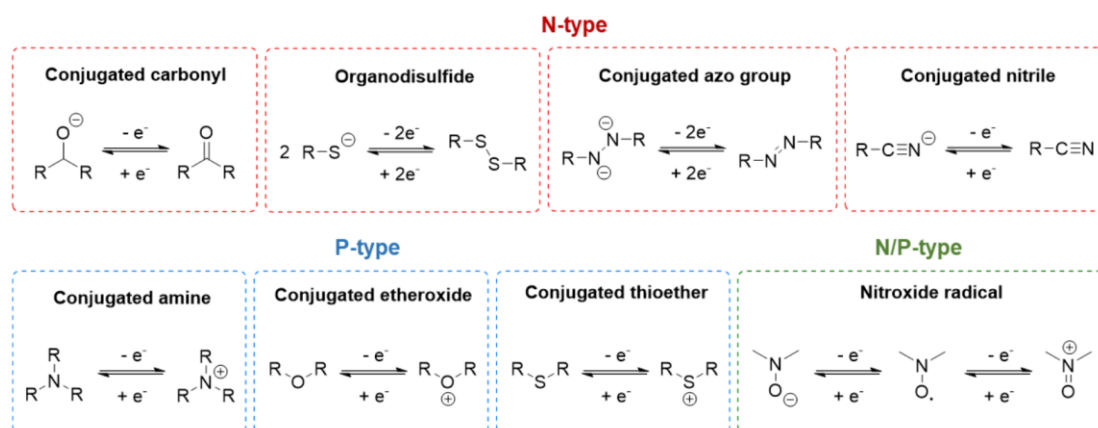 N-type
Conjugated carbonyl
O⊖
R R
- e⁻
+ e⁻
O
R R
Organodisulfide
2 R-S⊖
- 2e⁻
+ 2e⁻
R-S
S-R
Conjugated azo group
⊖
N-R
R-N
⊖
- 2e⁻
+ 2e⁻
N-R
R-N
Conjugated nitrile
R-C≡N⊖
- e⁻
+ e⁻
R-C≡N
P-type
N/P-type
Conjugated amine
R
N
R R
- e⁻
+ e⁻
R
N⊕
R R
Conjugated etheroxide
R O R
- e⁻
+ e⁻
R O R
⊕
Conjugated thioether
R S R
- e⁻
+ e⁻
R S R
⊕
Nitroxide radical
N
O⊖
- e⁻
+ e⁻
N
O.
- e⁻
+ e⁻
⊕
N
O